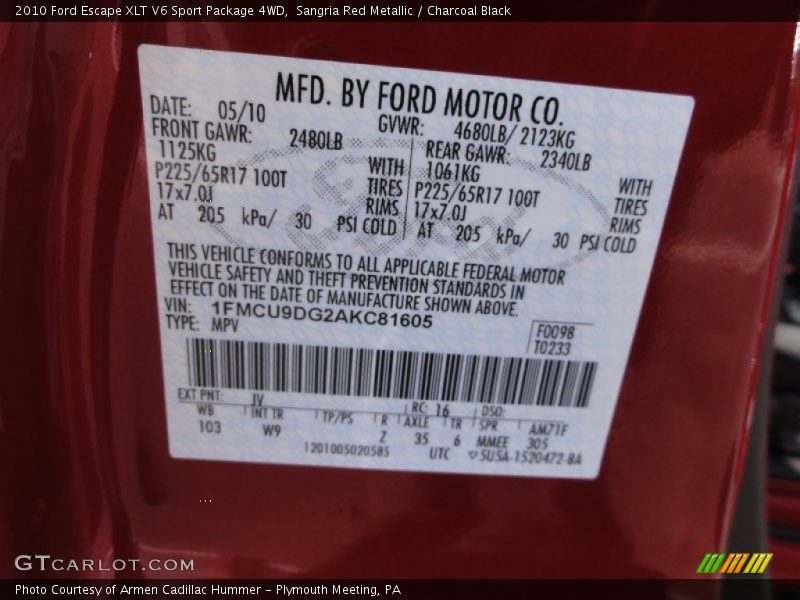 2010 Ford Escape XLT V6 Sport Package 4WD, Sangria Red Metallic / Charcoal Black
MFD. BY FORD MOTOR CO.
DATE: 05/10 GVWR: 4680LB/ 2123KG
FRONT GAWR: 2480LB REAR GAWR: 2340LB
1125KG WITH 1061KG WITH
P225/65R17 100T TIRES P225/65R17 100T TIRES
17x7.0J RIMS 17x7.0J RIMS
AT 205 kPa/ 30 PSI COLD AT 205 kPa/ 30 PSI COLD
THIS VEHICLE CONFORMS TO ALL APPLICABLE FEDERAL MOTOR
VEHICLE SAFETY AND THEFT PREVENTION STANDARDS IN
EFFECT ON THE DATE OF MANUFACTURE SHOWN ABOVE.
VIN: 1FMCU9DG2AKC81605
TYPE: MPV
F0098
T0233
EXT PNT: JV RC: 16 DSO:
WB INT TR TP/PS R AXLE TR SPR AM71F
103 W9 Z 35 6 MMEE 305
1201005020585 UTC ▽5U5A-1520472-BA
GTCARLOT.COM
Photo Courtesy of Armen Cadillac Hummer - Plymouth Meeting, PA